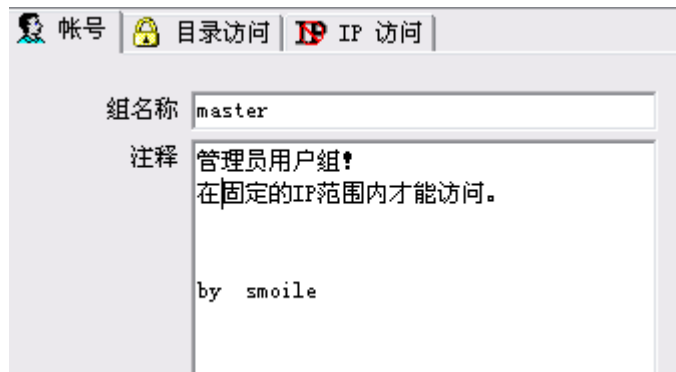 帐号 目录访问 IP 访问
组名称 master
注释 管理员用户组!
在固定的IP范围内才能访问。
by smoile